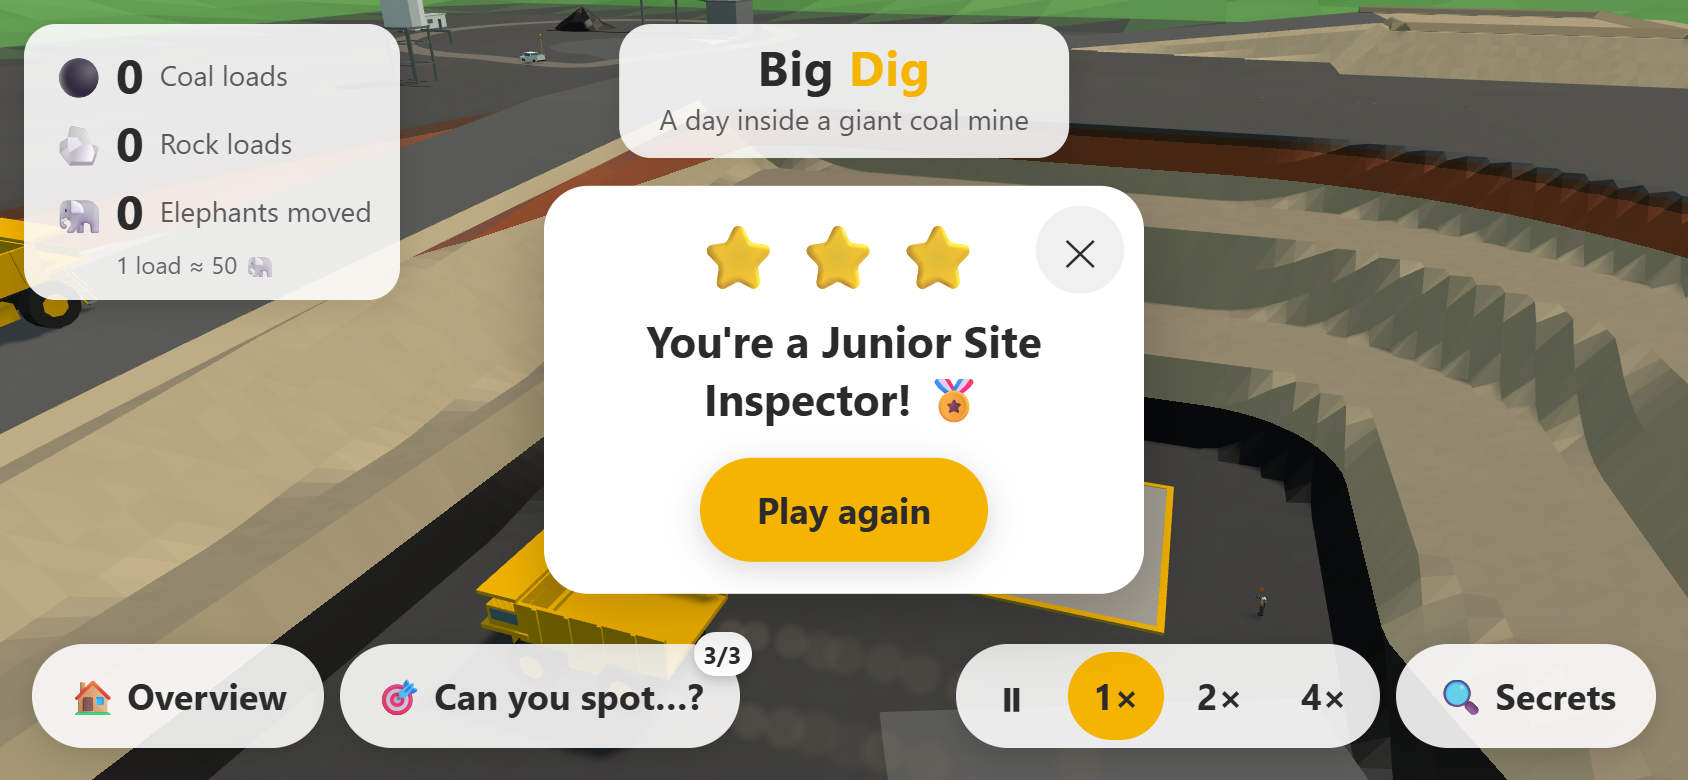 0 Coal loads
0 Rock loads
0 Elephants moved
1 load ≈ 50
Big Dig
A day inside a giant coal mine
You're a Junior Site
Inspector!
Play again
Overview
Can you spot...?
3/3
1×
2×
4×
Secrets